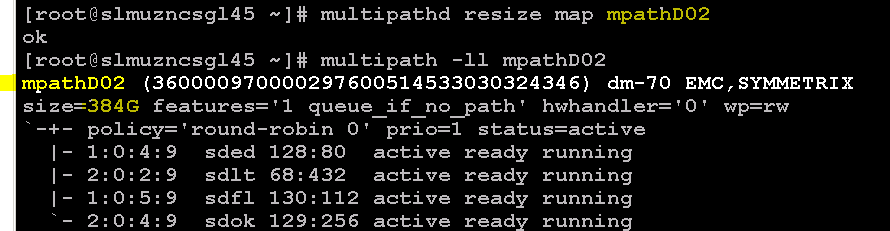 [root@slmuzncsgl45 ~]# multipathd resize map mpathD02
ok
[root@slmuzncsgl45 ~]# multipath -ll mpathD02
mpathD02 (360000970000297600514533030324346) dm-70 EMC,SYMMETRIX
size=384G features='1 queue_if_no_path' hwhandler='0' wp=rw
`-+- policy='round-robin 0' prio=1 status=active
  |- 1:0:4:9  sded 128:80  active ready running
  |- 2:0:2:9  sdlt 68:432  active ready running
  |- 1:0:5:9  sdfl 130:112 active ready running
  `- 2:0:4:9  sdok 129:256 active ready running